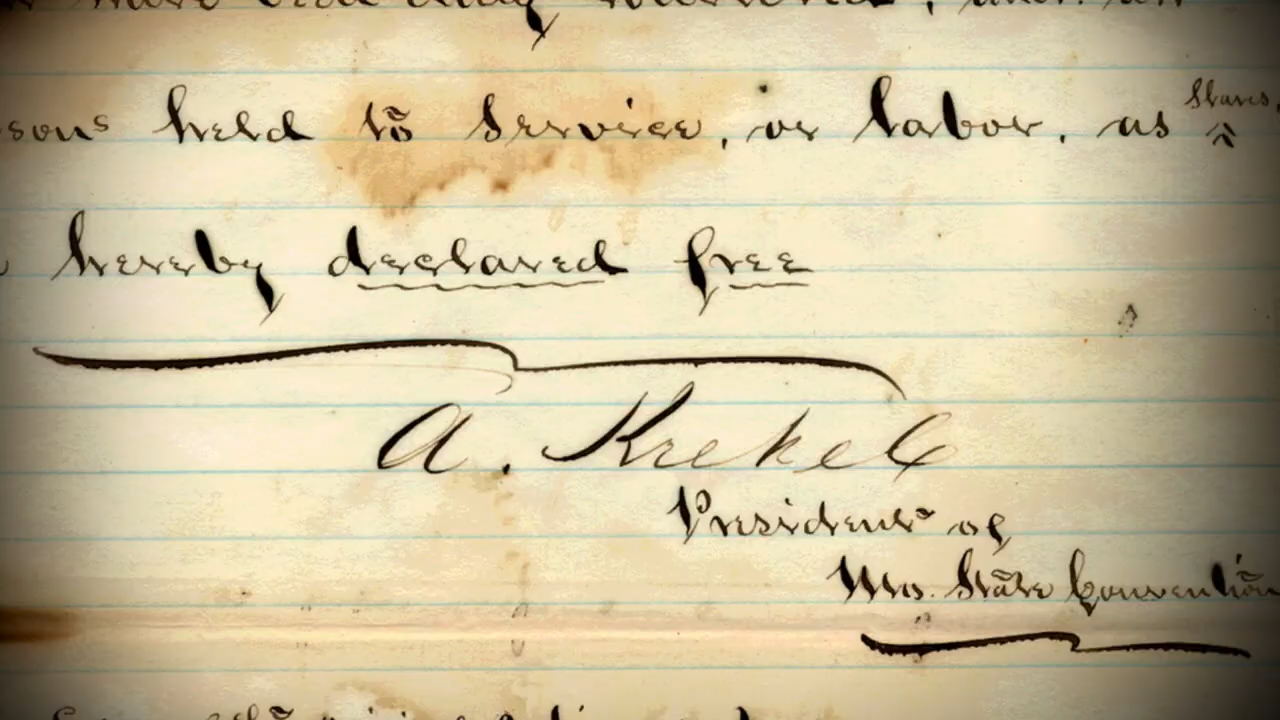 sons held to service, or labor, as ^ Slaves,
hereby declared free
A. Krekel
President of
Mo. State Convention